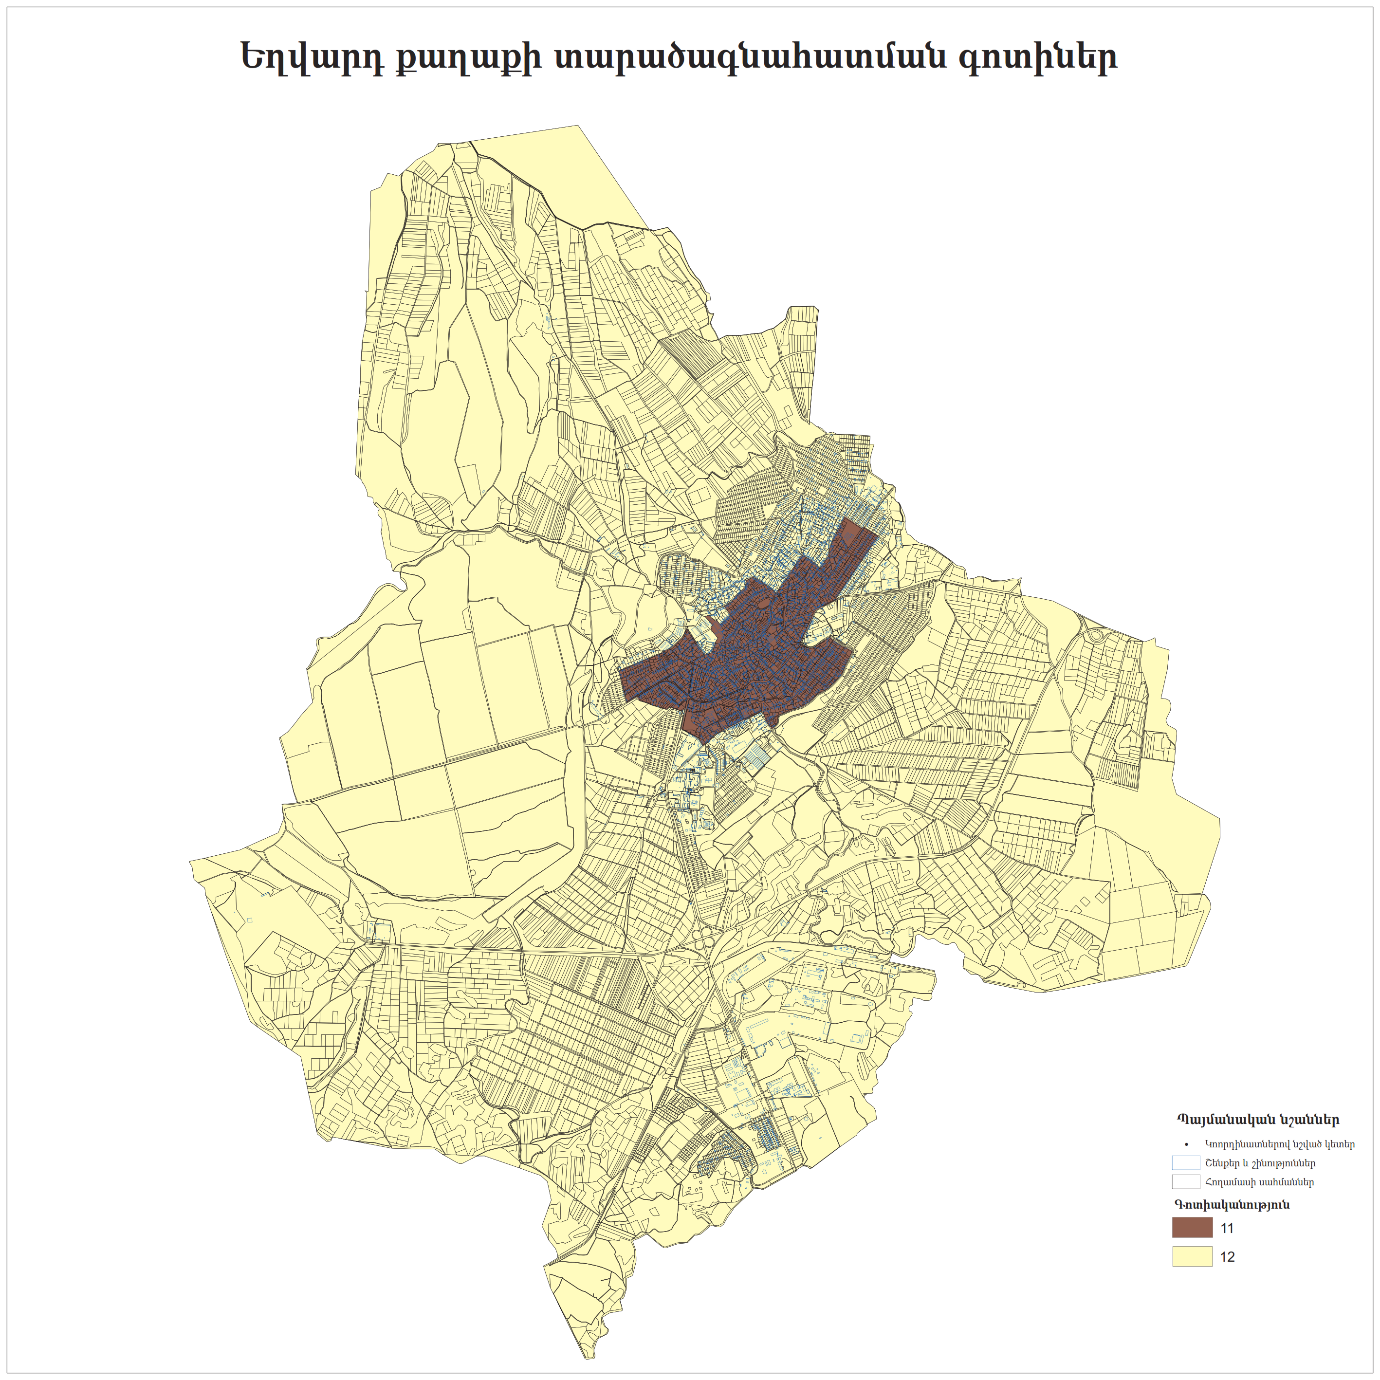 Եղվարդ քաղաքի տարածագնահատման գոտիներ
Պայմանական նշաններ
Կոորդինատներով նշված կետեր
Շենքեր և շինություններ
Հողամասի սահմաններ
Գոտիականություն
11
12